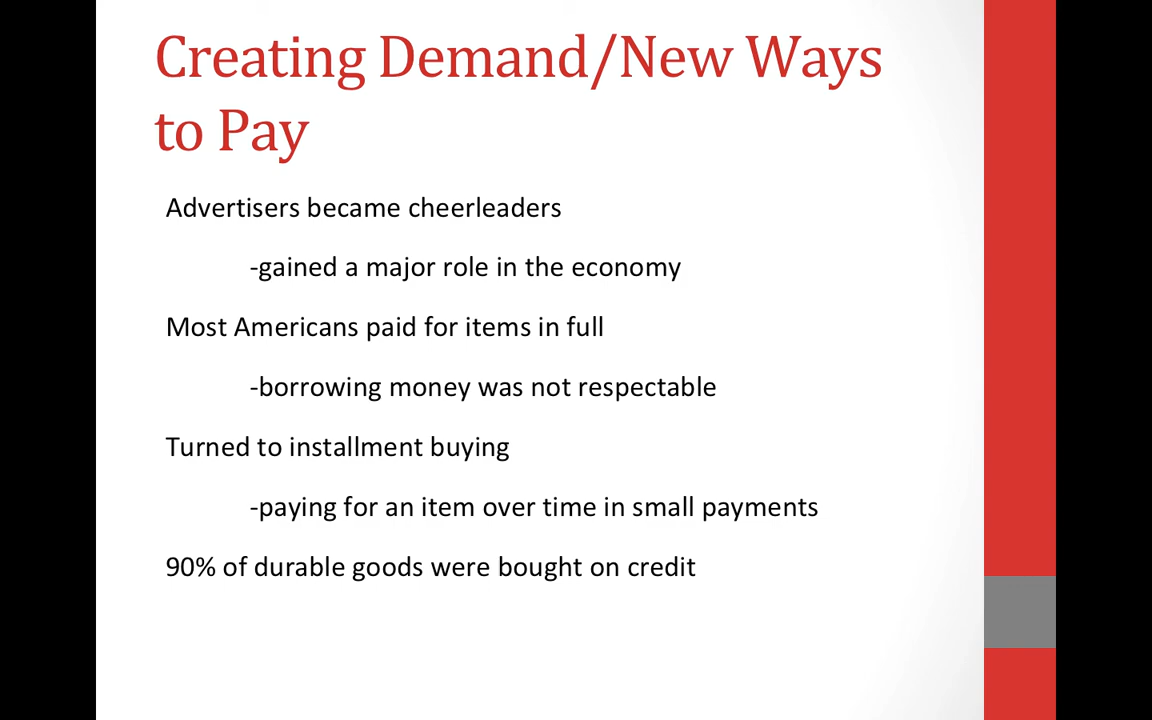 Creating Demand/New Ways
to Pay
Advertisers became cheerleaders
-gained a major role in the economy
Most Americans paid for items in full
-borrowing money was not respectable
Turned to installment buying
-paying for an item over time in small payments
90% of durable goods were bought on credit